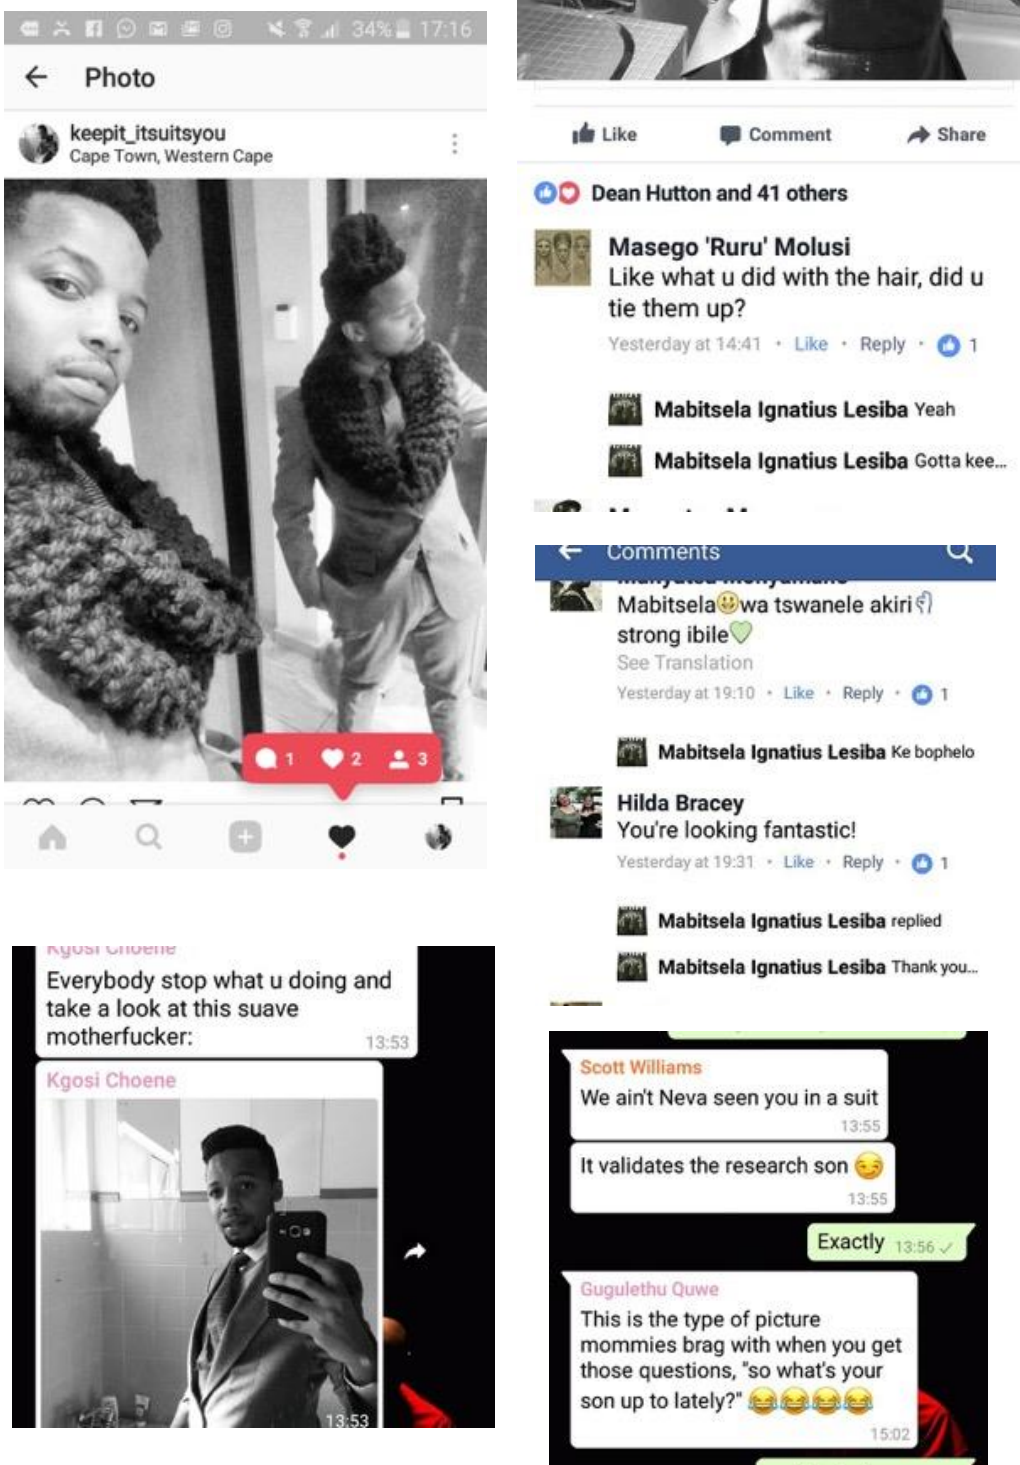 34% 17:16
Photo
keepit_itsuitsyou
Cape Town, Western Cape
1 2 3
Like Comment Share
Dean Hutton and 41 others
Masego 'Ruru' Molusi
Like what u did with the hair, did u
tie them up?
Yesterday at 14:41 · Like · Reply · 1
Mabitsela Ignatius Lesiba Yeah
Mabitsela Ignatius Lesiba Gotta kee...
Comments
Mabitsela😃wa tswanele akiri
strong ibile💚
See Translation
Yesterday at 19:10 · Like · Reply · 1
Mabitsela Ignatius Lesiba Ke bophelo
Hilda Bracey
You're looking fantastic!
Yesterday at 19:31 · Like · Reply · 1
Mabitsela Ignatius Lesiba replied
Mabitsela Ignatius Lesiba Thank you...
Kgosi Choene
Everybody stop what u doing and
take a look at this suave
motherfucker:
13:53
Kgosi Choene
13:53
Scott Williams
We ain't Neva seen you in a suit
13:55
It validates the research son 😏
13:55
Exactly 13:56
Gugulethu Quwe
This is the type of picture
mommies brag with when you get
those questions, "so what's your
son up to lately?" 😂😂😂😂
15:02